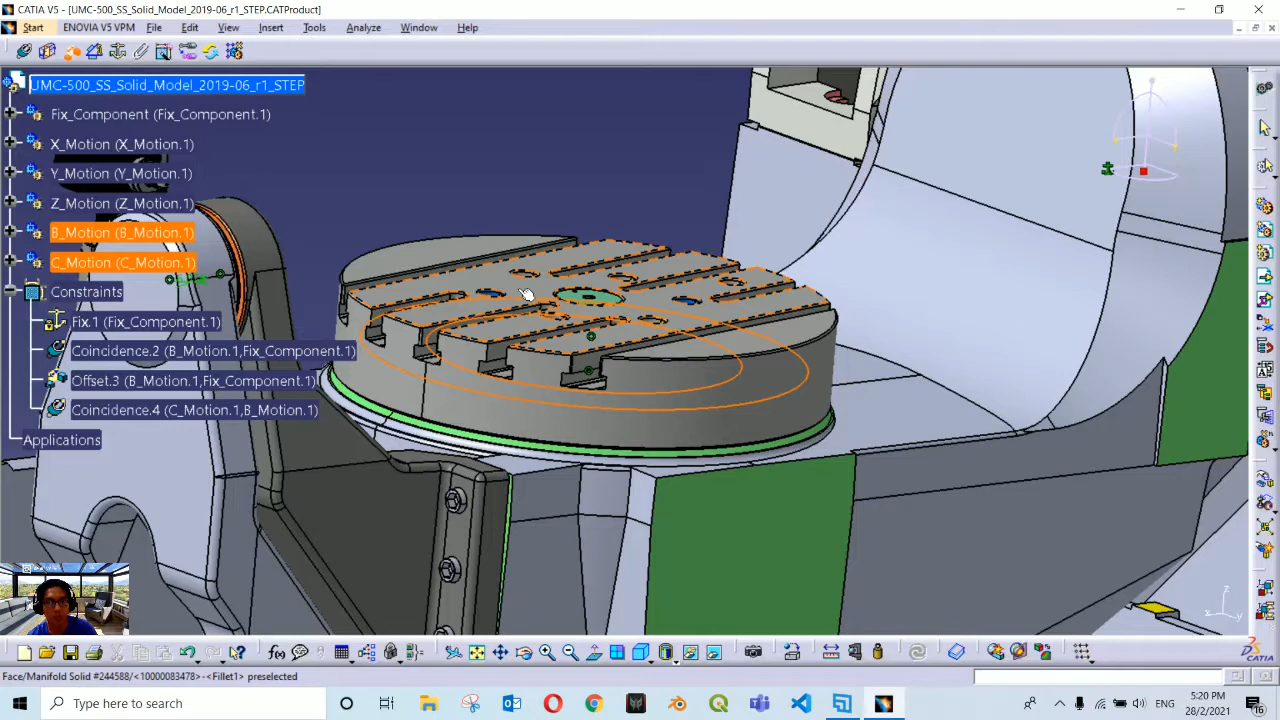 CATIA V5 - [UMC-500_SS_Solid_Model_2019-06_r1_STEP.CATProduct]
Start ENOVIA V5 VPM File Edit View Insert Tools Analyze Window Help
UMC-500_SS_Solid_Model_2019-06_r1_STEP
Fix_Component (Fix_Component.1)
X_Motion (X_Motion.1)
Y_Motion (Y_Motion.1)
Z_Motion (Z_Motion.1)
B_Motion (B_Motion.1)
C_Motion (C_Motion.1)
Constraints
Fix.1 (Fix_Component.1)
Coincidence.2 (B_Motion.1,Fix_Component.1)
Offset.3 (B_Motion.1,Fix_Component.1)
Coincidence.4 (C_Motion.1,B_Motion.1)
Applications
Face/Manifold Solid #244588/<10000083478>-<Fillet1> preselected
CATIA
Type here to search
ENG
5:20 PM
28/2/2021
16